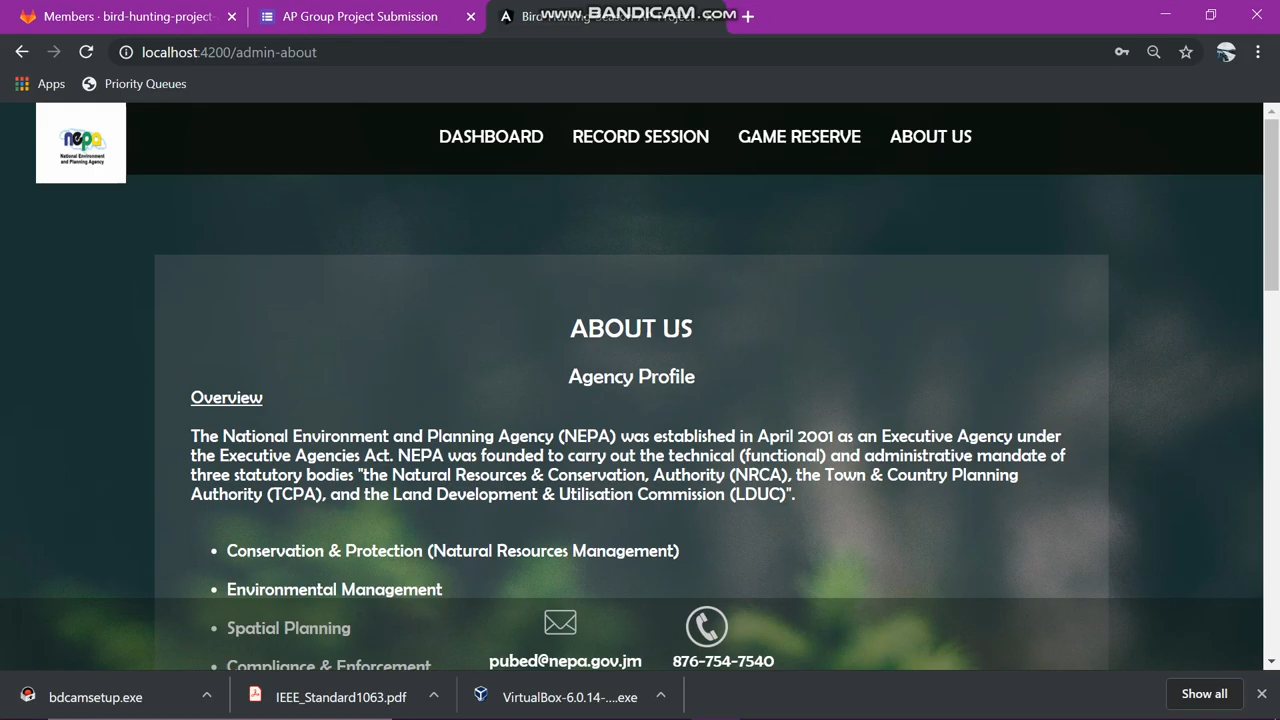 Members · bird-hunting-project-
AP Group Project Submission
www.BANDICAM.com
localhost:4200/admin-about
Apps
Priority Queues
nepa
National Environment
and Planning Agency
DASHBOARD
RECORD SESSION
GAME RESERVE
ABOUT US
ABOUT US
Agency Profile
Overview
The National Environment and Planning Agency (NEPA) was established in April 2001 as an Executive Agency under
the Executive Agencies Act. NEPA was founded to carry out the technical (functional) and administrative mandate of
three statutory bodies "the Natural Resources & Conservation, Authority (NRCA), the Town & Country Planning
Authority (TCPA), and the Land Development & Utilisation Commission (LDUC)".
• Conservation & Protection (Natural Resources Management)
• Environmental Management
• Spatial Planning
• Compliance & Enforcement
pubed@nepa.gov.jm
876-754-7540
bdcamsetup.exe
IEEE_Standard1063.pdf
VirtualBox-6.0.14-....exe
Show all